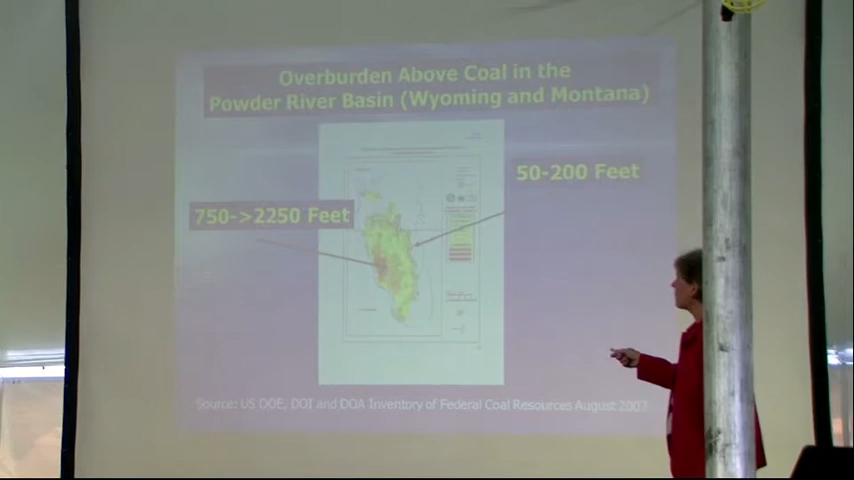 Overburden Above Coal in the
Powder River Basin (Wyoming and Montana)
50-200 Feet
750->2250 Feet
Source: US DOE, DOI and DOA Inventory of Federal Coal Resources August 2007